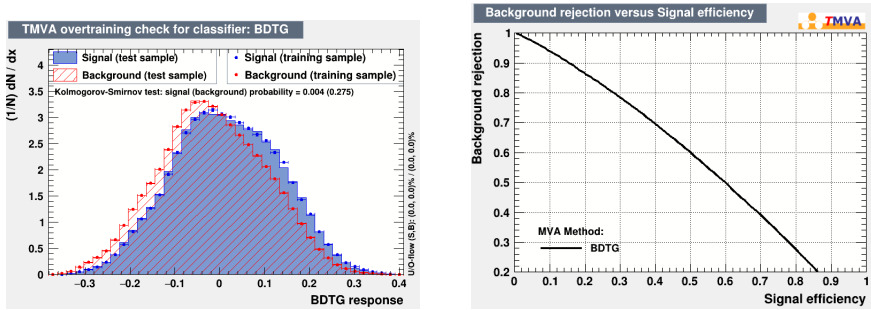 TMVA overtraining check for classifier: BDTG
Signal (test sample)
Background (test sample)
Signal (training sample)
Background (training sample)
Kolmogorov-Smirnov test: signal (background) probability = 0.004 (0.275)
(1/N) dN / dx
4
3.5
3
2.5
2
1.5
1
0.5
0
−0.3 −0.2 −0.1 0 0.1 0.2 0.3 0.4
BDTG response
U/O-flow (S,B): (0.0, 0.0)% / (0.0, 0.0)%
Background rejection versus Signal efficiency
TMVA
Background rejection
1
0.9
0.8
0.7
0.6
0.5
0.4
0.3
0.2
MVA Method:
BDTG
0 0.1 0.2 0.3 0.4 0.5 0.6 0.7 0.8 0.9 1
Signal efficiency